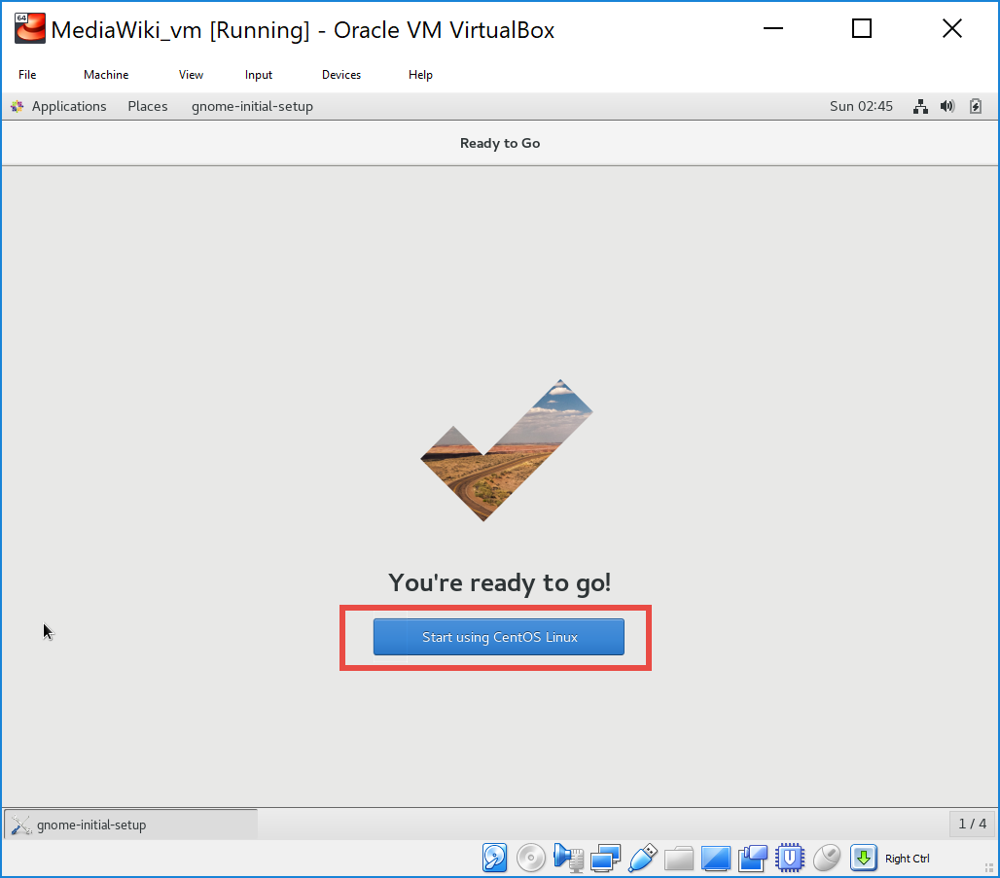 64
MediaWiki_vm [Running] - Oracle VM VirtualBox
File Machine View Input Devices Help
Applications Places gnome-initial-setup Sun 02:45
Ready to Go
You're ready to go!
Start using CentOS Linux
gnome-initial-setup 1 / 4
Right Ctrl